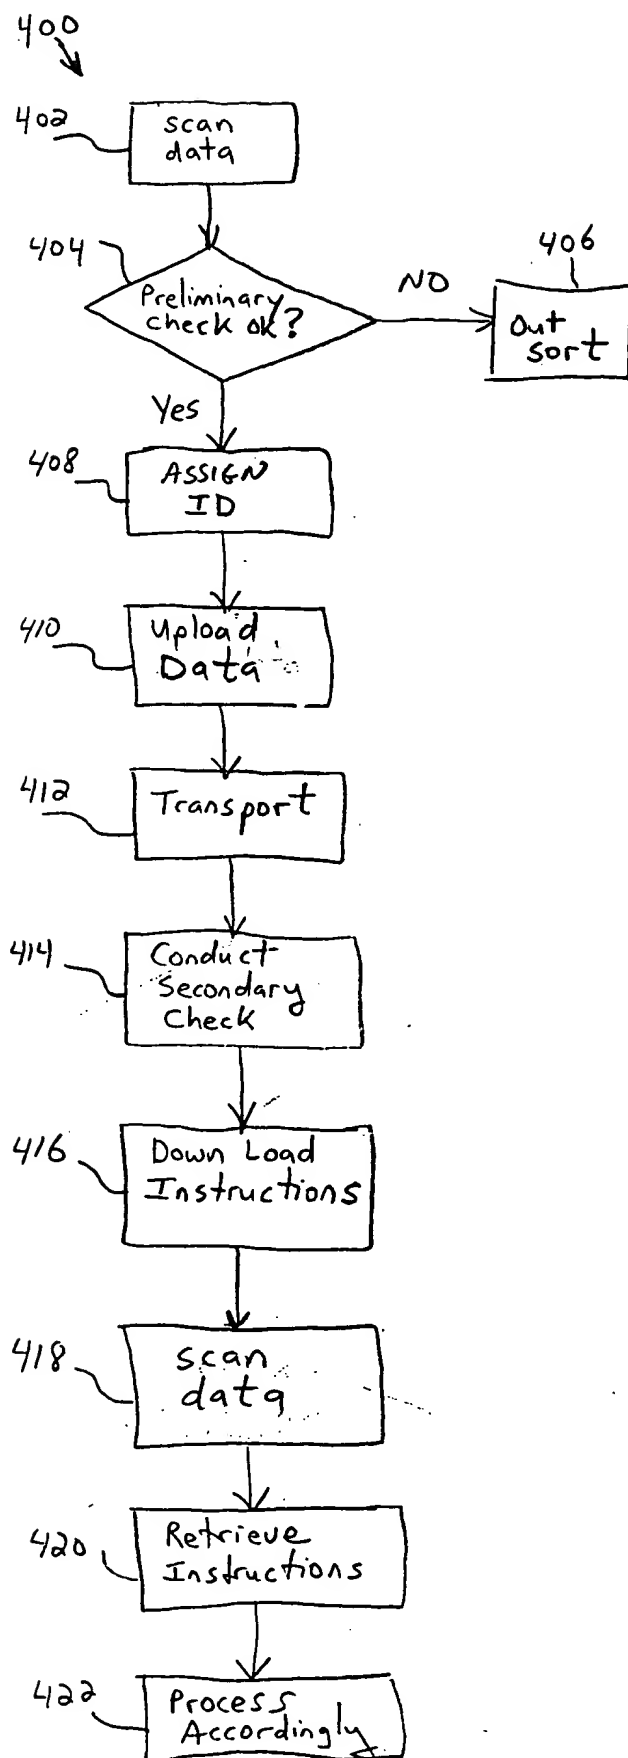 400
402
scan
data
404
Preliminary
check ok?
NO
406
Out
sort
Yes
408
ASSIGN
ID
410
Upload
Data
412
Transport
414
Conduct
Secondary
Check
416
Down Load
Instructions
418
scan
data
420
Retrieve
Instructions
422
Process
Accordingly